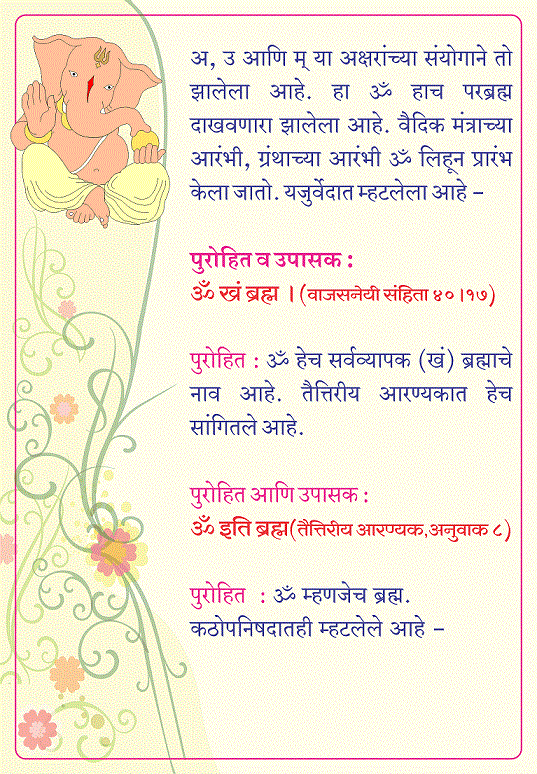 अ, उ आणि म् या अक्षरांच्या संयोगाने तो
झालेला आहे. हा ॐ हाच परब्रह्म
दाखवणारा झालेला आहे. वैदिक मंत्राच्या
आरंभी, ग्रंथाच्या आरंभी ॐ लिहून प्रारंभ
केला जातो. यजुर्वेदात म्हटलेला आहे –
पुरोहित व उपासक :
ॐ खं ब्रह्म । (वाजसनेयी संहिता ४०।१७)
पुरोहित : ॐ हेच सर्वव्यापक (खं) ब्रह्माचे
नाव आहे. तैत्तिरीय आरण्यकात हेच
सांगितले आहे.
पुरोहित आणि उपासक :
ॐ इति ब्रह्म(तैत्तिरीय आरण्यक,अनुवाक ८)
पुरोहित : ॐ म्हणजेच ब्रह्म.
कठोपनिषदातही म्हटलेले आहे –